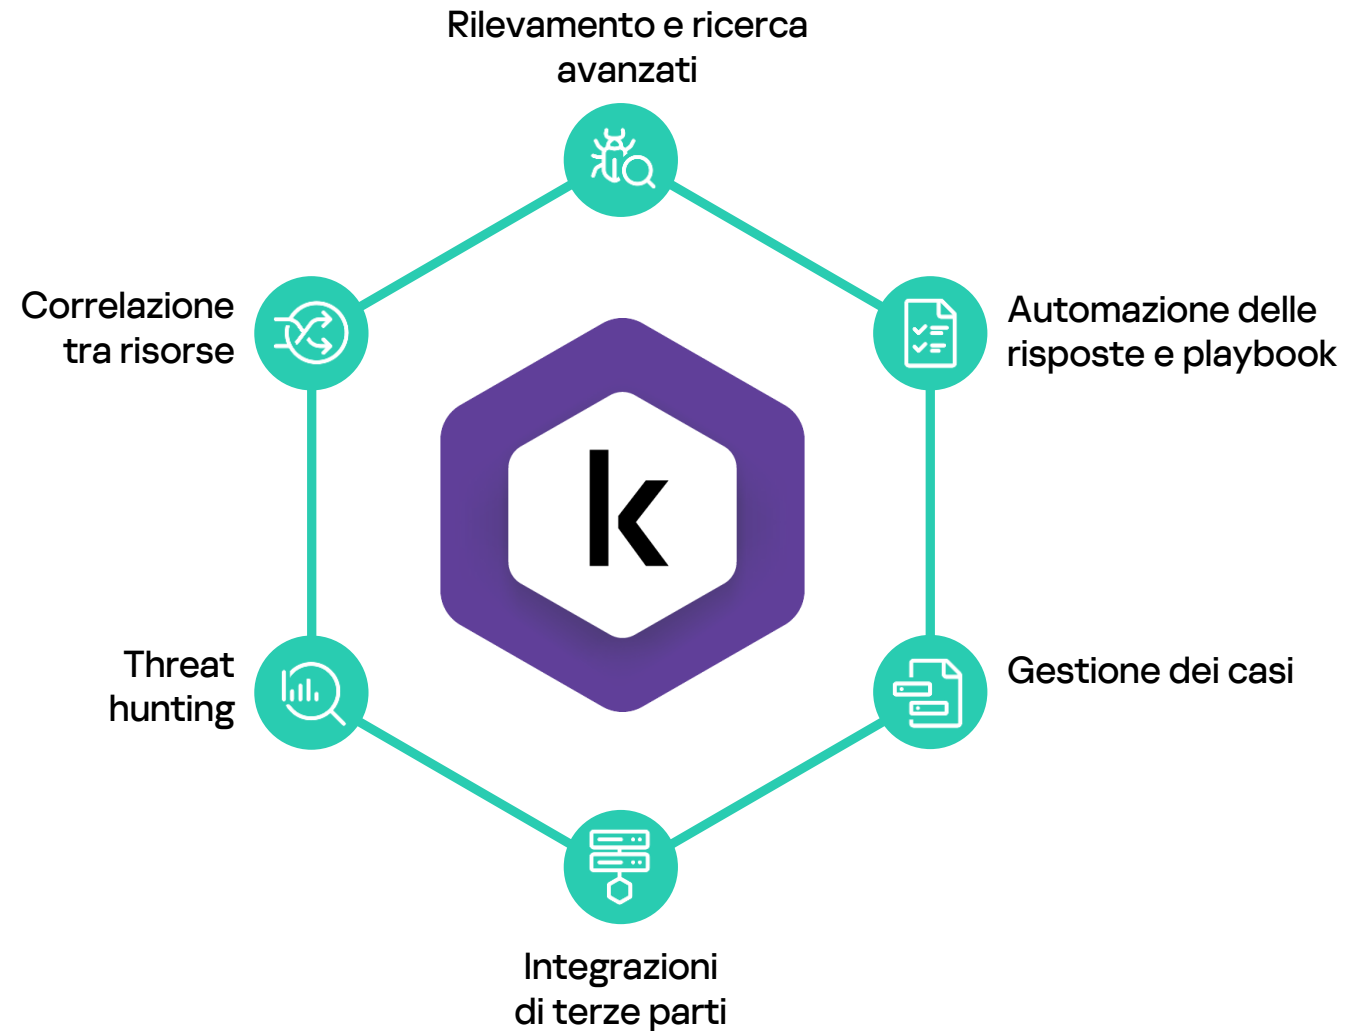 Rilevamento e ricerca
avanzati
Correlazione
tra risorse
Automazione delle
risposte e playbook
k
Threat
hunting
Gestione dei casi
Integrazioni
di terze parti